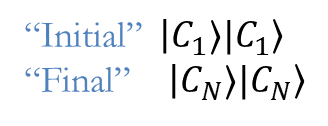 “Initial” |C₁⟩|C₁⟩
“Final” |C_N⟩|C_N⟩